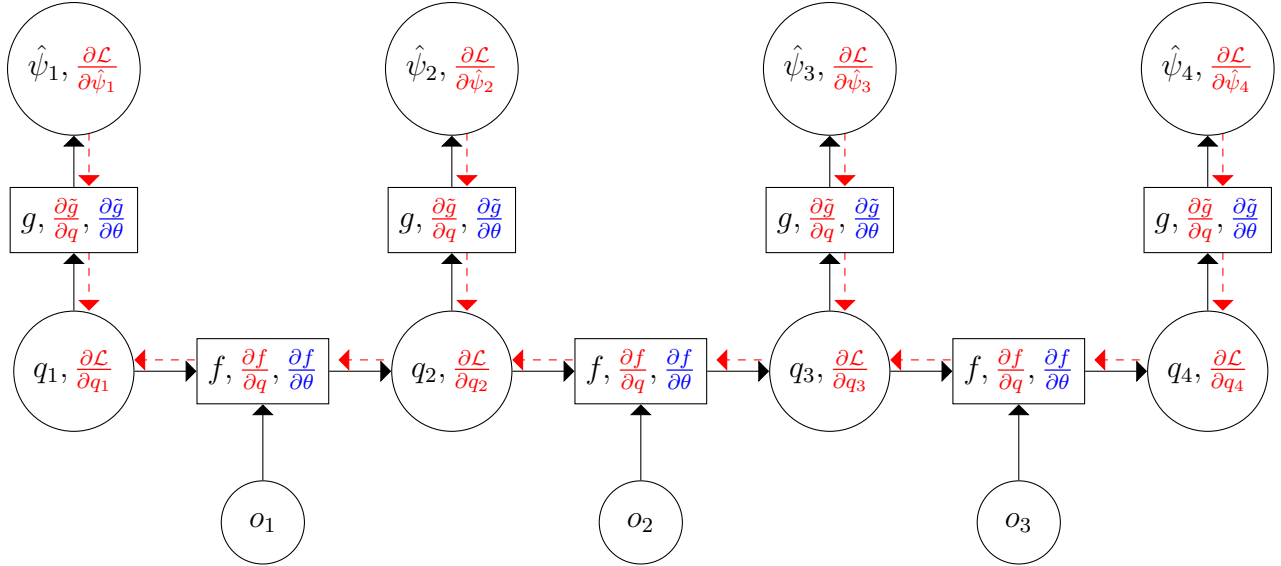 ψ̂₁, ∂ℒ/∂ψ̂₁ ψ̂₂, ∂ℒ/∂ψ̂₂ ψ̂₃, ∂ℒ/∂ψ̂₃ ψ̂₄, ∂ℒ/∂ψ̂₄
g, ∂g̃/∂q, ∂g̃/∂θ g, ∂g̃/∂q, ∂g̃/∂θ g, ∂g̃/∂q, ∂g̃/∂θ g, ∂g̃/∂q, ∂g̃/∂θ
q₁, ∂ℒ/∂q₁ f, ∂f/∂q, ∂f/∂θ q₂, ∂ℒ/∂q₂ f, ∂f/∂q, ∂f/∂θ q₃, ∂ℒ/∂q₃ f, ∂f/∂q, ∂f/∂θ q₄, ∂ℒ/∂q₄
o₁ o₂ o₃